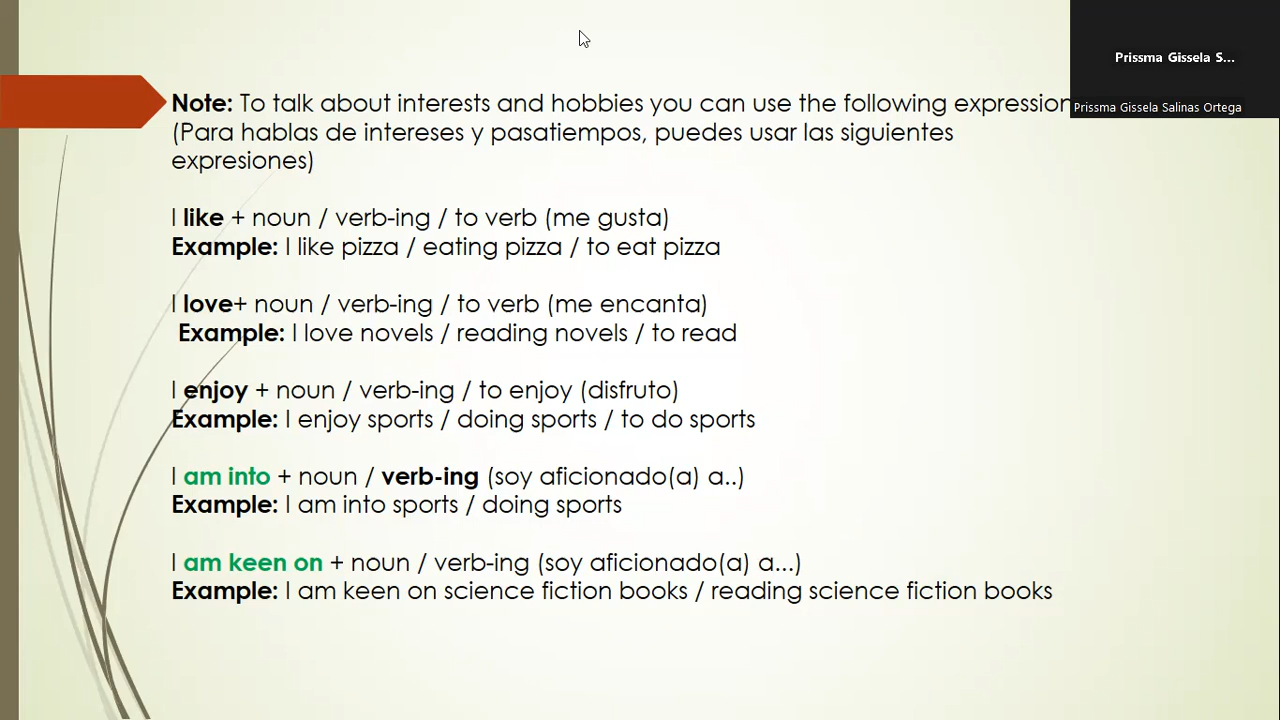 Prissma Gissela S...
Prissma Gissela Salinas Ortega
Note: To talk about interests and hobbies you can use the following expression
(Para hablas de intereses y pasatiempos, puedes usar las siguientes
expresiones)
I like + noun / verb-ing / to verb (me gusta)
Example: I like pizza / eating pizza / to eat pizza
I love+ noun / verb-ing / to verb (me encanta)
Example: I love novels / reading novels / to read
I enjoy + noun / verb-ing / to enjoy (disfruto)
Example: I enjoy sports / doing sports / to do sports
I am into + noun / verb-ing (soy aficionado(a) a..)
Example: I am into sports / doing sports
I am keen on + noun / verb-ing (soy aficionado(a) a...)
Example: I am keen on science fiction books / reading science fiction books